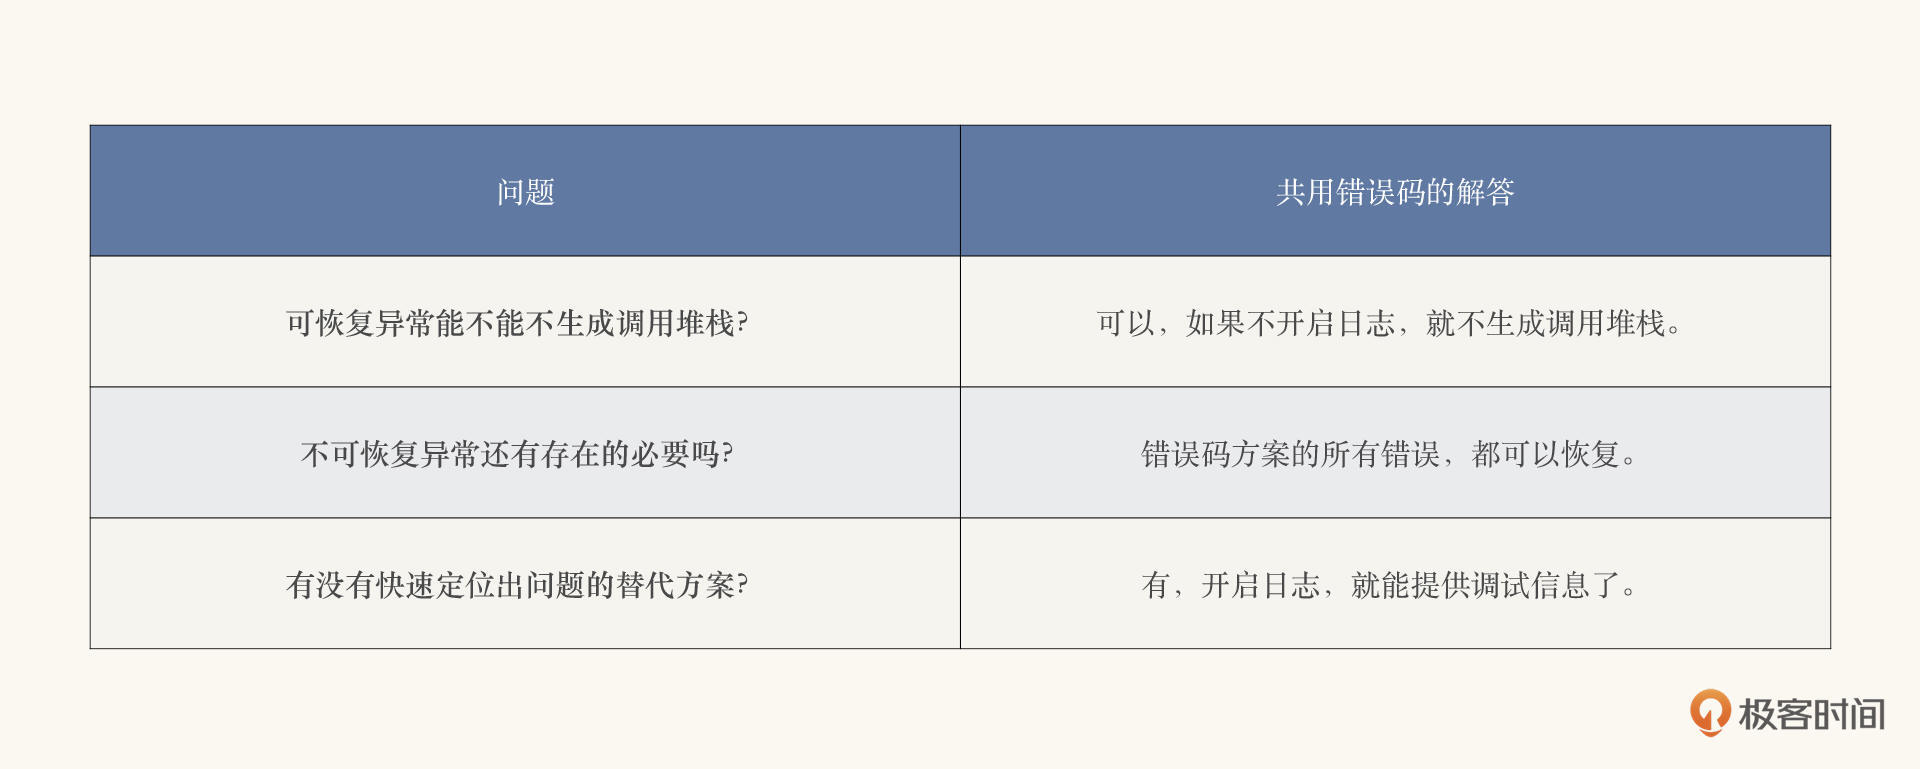 问题
共用错误码的解答
可恢复异常能不能不生成调用堆栈?
可以，如果不开启日志，就不生成调用堆栈。
不可恢复异常还有存在的必要吗?
错误码方案的所有错误，都可以恢复。
有没有快速定位出问题的替代方案?
有，开启日志，就能提供调试信息了。
极客时间